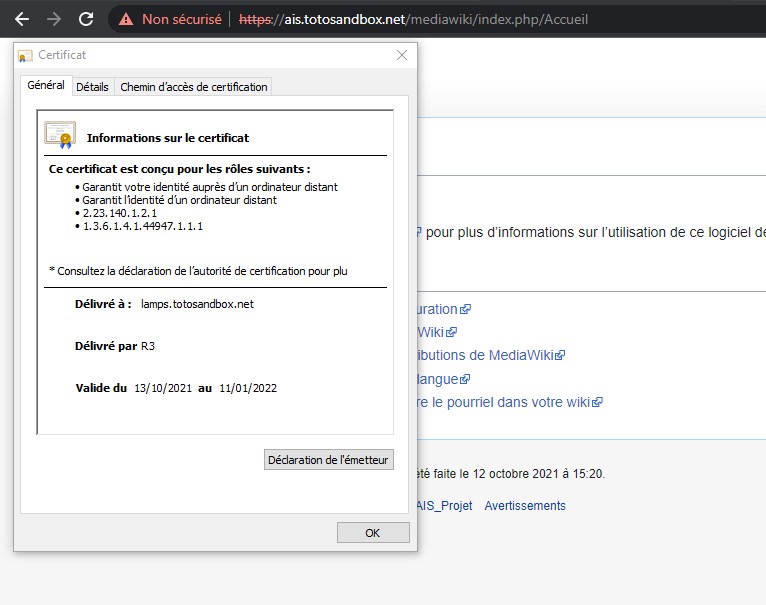 Non sécurisé https://ais.totosandbox.net/mediawiki/index.php/Accueil
Certificat
Général Détails Chemin d'accès de certification
Informations sur le certificat
Ce certificat est conçu pour les rôles suivants :
• Garantit votre identité auprès d'un ordinateur distant
• Garantit l'identité d'un ordinateur distant
• 2.23.140.1.2.1
• 1.3.6.1.4.1.44947.1.1.1
* Consultez la déclaration de l'autorité de certification pour plu
Délivré à : lamps.totosandbox.net
Délivré par R3
Valide du 13/10/2021 au 11/01/2022
Déclaration de l'émetteur
OK
pour plus d'informations sur l'utilisation de ce logiciel de
uration
Wiki
ibutions de MediaWiki
langue
re le pourriel dans votre wiki
été faite le 12 octobre 2021 à 15:20.
AIS_Projet Avertissements